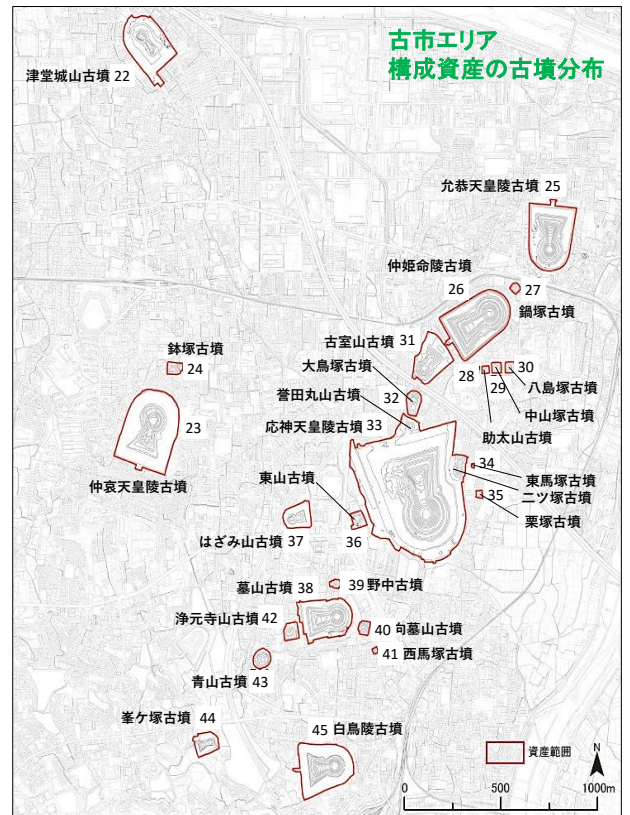 古市エリア
構成資産の古墳分布
津堂城山古墳 22
允恭天皇陵古墳 25
仲姫命陵古墳
26
27
鍋塚古墳
古室山古墳 31
鉢塚古墳
24
大鳥塚古墳
32
28
29
30
八島塚古墳
中山塚古墳
助太山古墳
誉田丸山古墳
応神天皇陵古墳 33
23
仲哀天皇陵古墳
34
東馬塚古墳
二ツ塚古墳
35
栗塚古墳
東山古墳
36
37
はざみ山古墳
墓山古墳 38
39 野中古墳
浄元寺山古墳 42
40 向墓山古墳
41 西馬塚古墳
青山古墳 43
峯ケ塚古墳 44
45 白鳥陵古墳
資産範囲
N
0 500 1000m